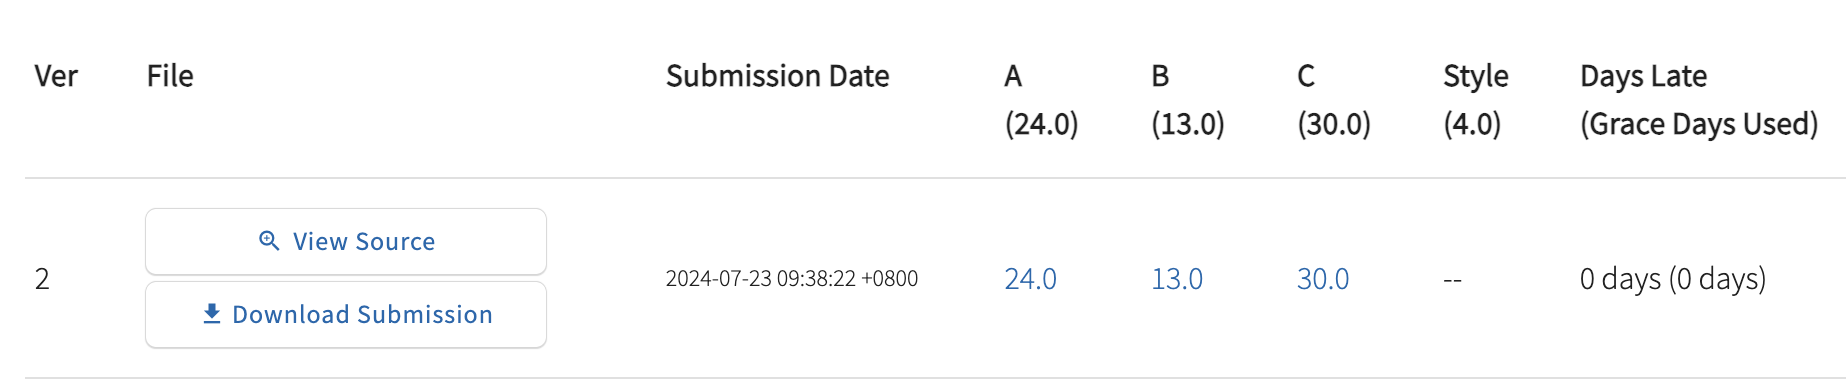 Ver File Submission Date A B C Style Days Late
(24.0) (13.0) (30.0) (4.0) (Grace Days Used)
View Source
2 2024-07-23 09:38:22 +0800 24.0 13.0 30.0 -- 0 days (0 days)
Download Submission